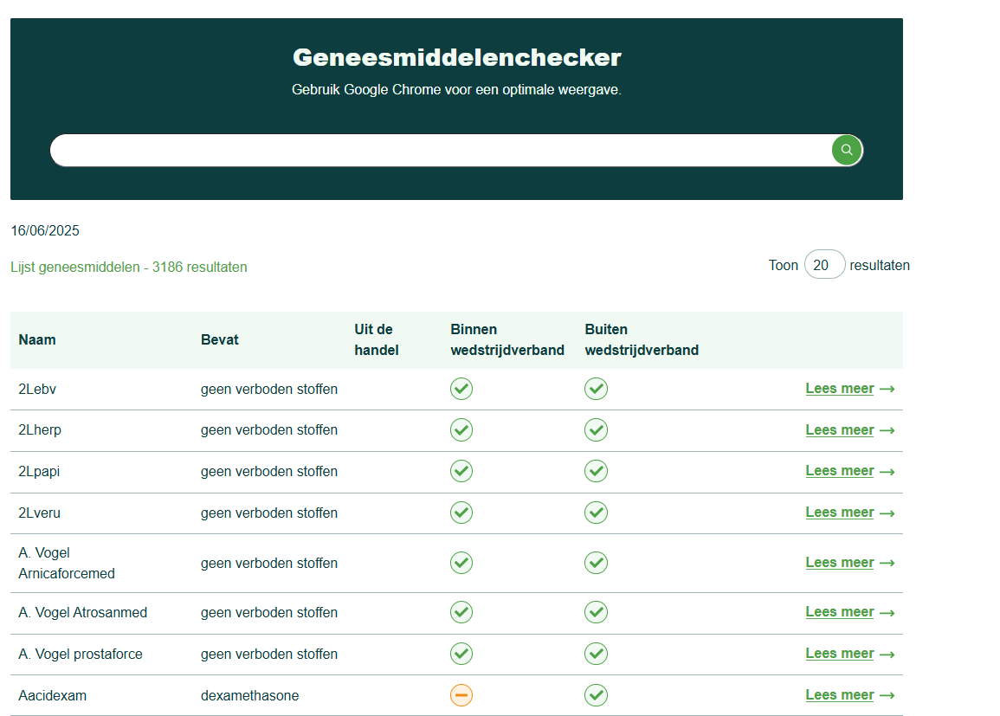 Geneesmiddelenchecker
Gebruik Google Chrome voor een optimale weergave.
16/06/2025
Lijst geneesmiddelen - 3186 resultaten
Toon 20 resultaten
Naam Bevat Uit de handel Binnen wedstrijdverband Buiten wedstrijdverband
2Lebv geen verboden stoffen Lees meer →
2Lherp geen verboden stoffen Lees meer →
2Lpapi geen verboden stoffen Lees meer →
2Lveru geen verboden stoffen Lees meer →
A. Vogel Arnicaforcemed geen verboden stoffen Lees meer →
A. Vogel Atrosanmed geen verboden stoffen Lees meer →
A. Vogel prostaforce geen verboden stoffen Lees meer →
Aacidexam dexamethasone Lees meer →